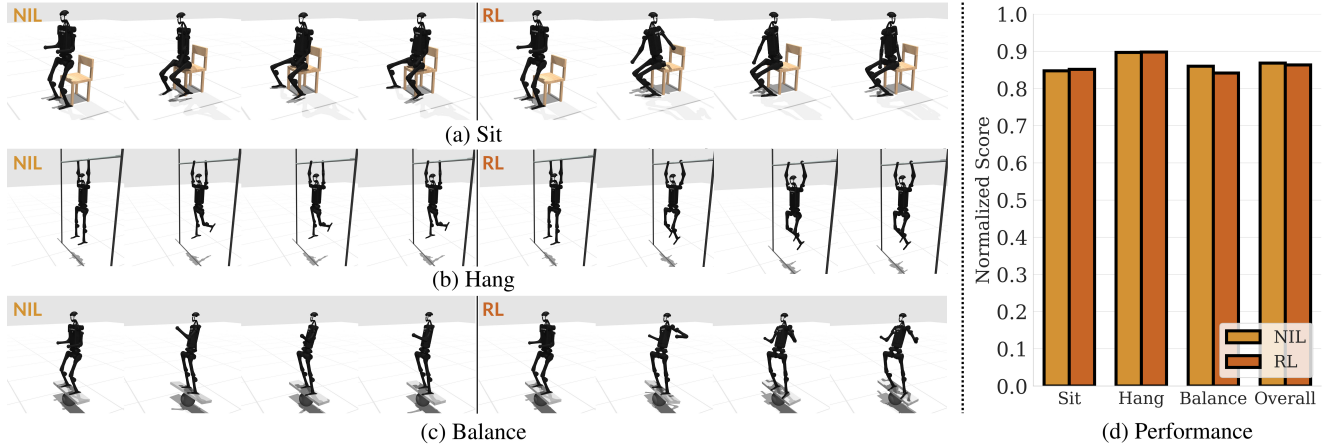 NIL
RL
(a) Sit
NIL
RL
(b) Hang
NIL
RL
(c) Balance
1.0
0.9
0.8
0.7
0.6
0.5
0.4
0.3
0.2
0.1
0.0
Normalized Score
NIL
RL
Sit Hang Balance Overall
(d) Performance